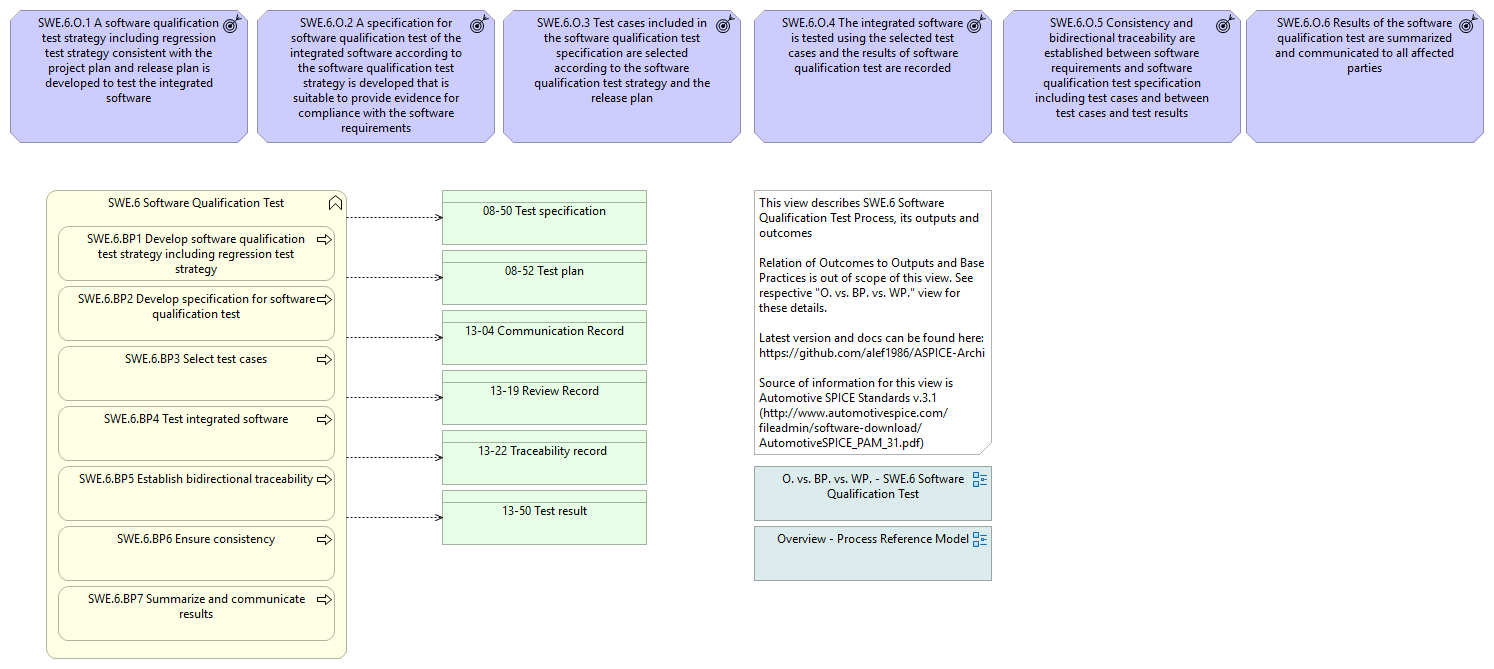 SWE.6.O.1 A software qualification
test strategy including regression
test strategy consistent with the
project plan and release plan is
developed to test the integrated
software
SWE.6.O.2 A specification for
software qualification test of the
integrated software according to
the software qualification test
strategy is developed that is
suitable to provide evidence for
compliance with the software
requirements
SWE.6.O.3 Test cases included in
the software qualification test
specification are selected
according to the software
qualification test strategy and the
release plan
SWE.6.O.4 The integrated software
is tested using the selected test
cases and the results of software
qualification test are recorded
SWE.6.O.5 Consistency and
bidirectional traceability are
established between software
requirements and software
qualification test specification
including test cases and between
test cases and test results
SWE.6.O.6 Results of the software
qualification test are summarized
and communicated to all affected
parties
SWE.6 Software Qualification Test
SWE.6.BP1 Develop software qualification
test strategy including regression test
strategy
SWE.6.BP2 Develop specification for software
qualification test
SWE.6.BP3 Select test cases
SWE.6.BP4 Test integrated software
SWE.6.BP5 Establish bidirectional traceability
SWE.6.BP6 Ensure consistency
SWE.6.BP7 Summarize and communicate
results
08-50 Test specification
08-52 Test plan
13-04 Communication Record
13-19 Review Record
13-22 Traceability record
13-50 Test result
This view describes SWE.6 Software
Qualification Test Process, its outputs and
outcomes
Relation of Outcomes to Outputs and Base
Practices is out of scope of this view. See
respective "O. vs. BP. vs. WP." view for
these details.
Latest version and docs can be found here:
https://github.com/alef1986/ASPICE-Archi
Source of information for this view is
Automotive SPICE Standards v.3.1
(http://www.automotivespice.com/
fileadmin/software-download/
AutomotiveSPICE_PAM_31.pdf)
O. vs. BP. vs. WP. - SWE.6 Software
Qualification Test
Overview - Process Reference Model